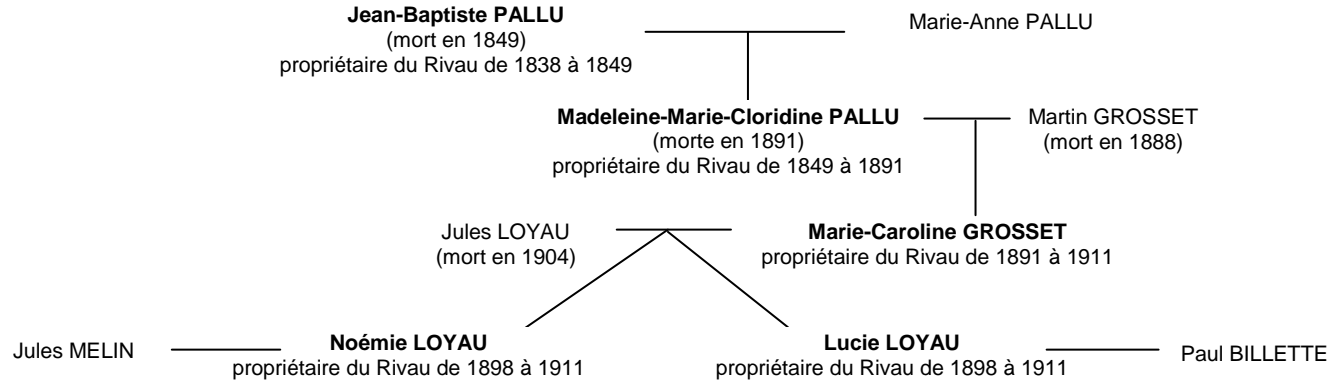 Jean-Baptiste PALLU
(mort en 1849)
propriétaire du Rivau de 1838 à 1849
Marie-Anne PALLU
Madeleine-Marie-Cloridine PALLU
(morte en 1891)
propriétaire du Rivau de 1849 à 1891
Martin GROSSET
(mort en 1888)
Jules LOYAU
(mort en 1904)
Marie-Caroline GROSSET
propriétaire du Rivau de 1891 à 1911
Jules MELIN
Noémie LOYAU
propriétaire du Rivau de 1898 à 1911
Lucie LOYAU
propriétaire du Rivau de 1898 à 1911
Paul BILLETTE